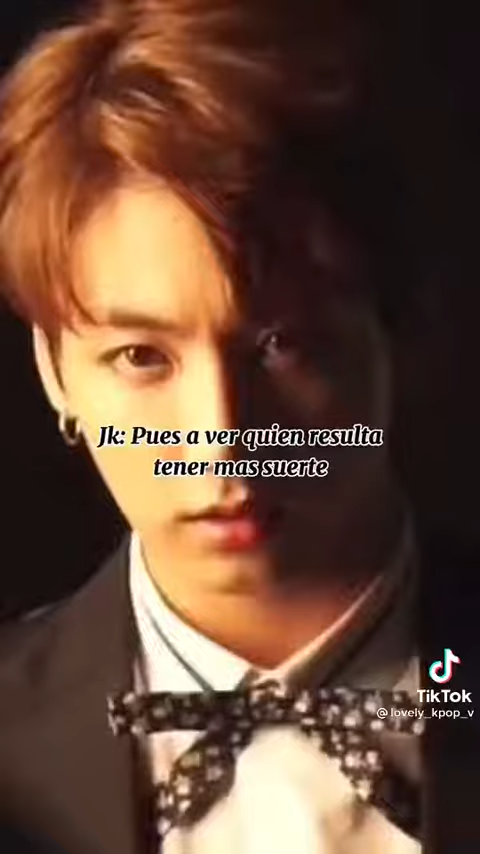 Jk: Pues a ver quien resulta
tener mas suerte
TikTok
@lovely_kpop_v